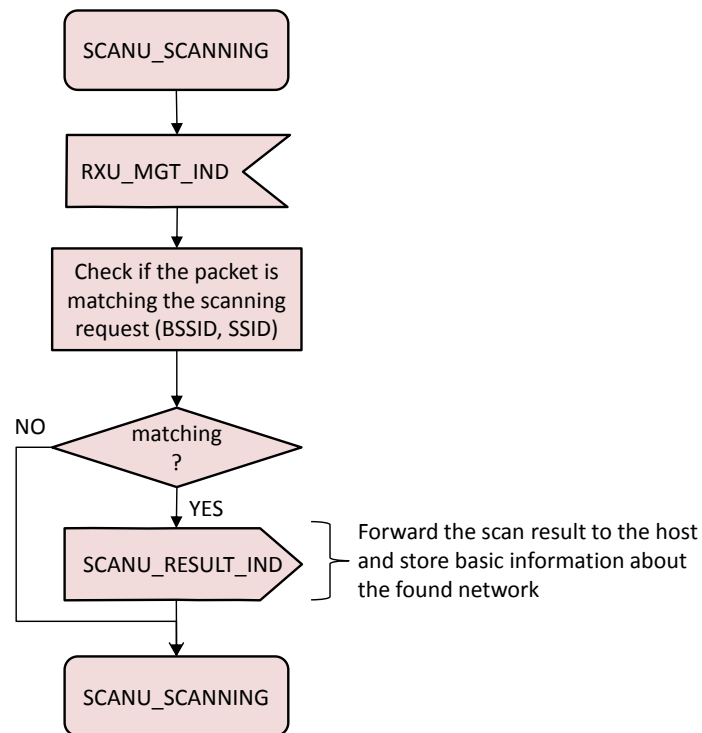 SCANU_SCANNING
RXU_MGT_IND
Check if the packet is
matching the scanning
request (BSSID, SSID)
NO
matching
?
YES
SCANU_RESULT_IND
Forward the scan result to the host
and store basic information about
the found network
SCANU_SCANNING